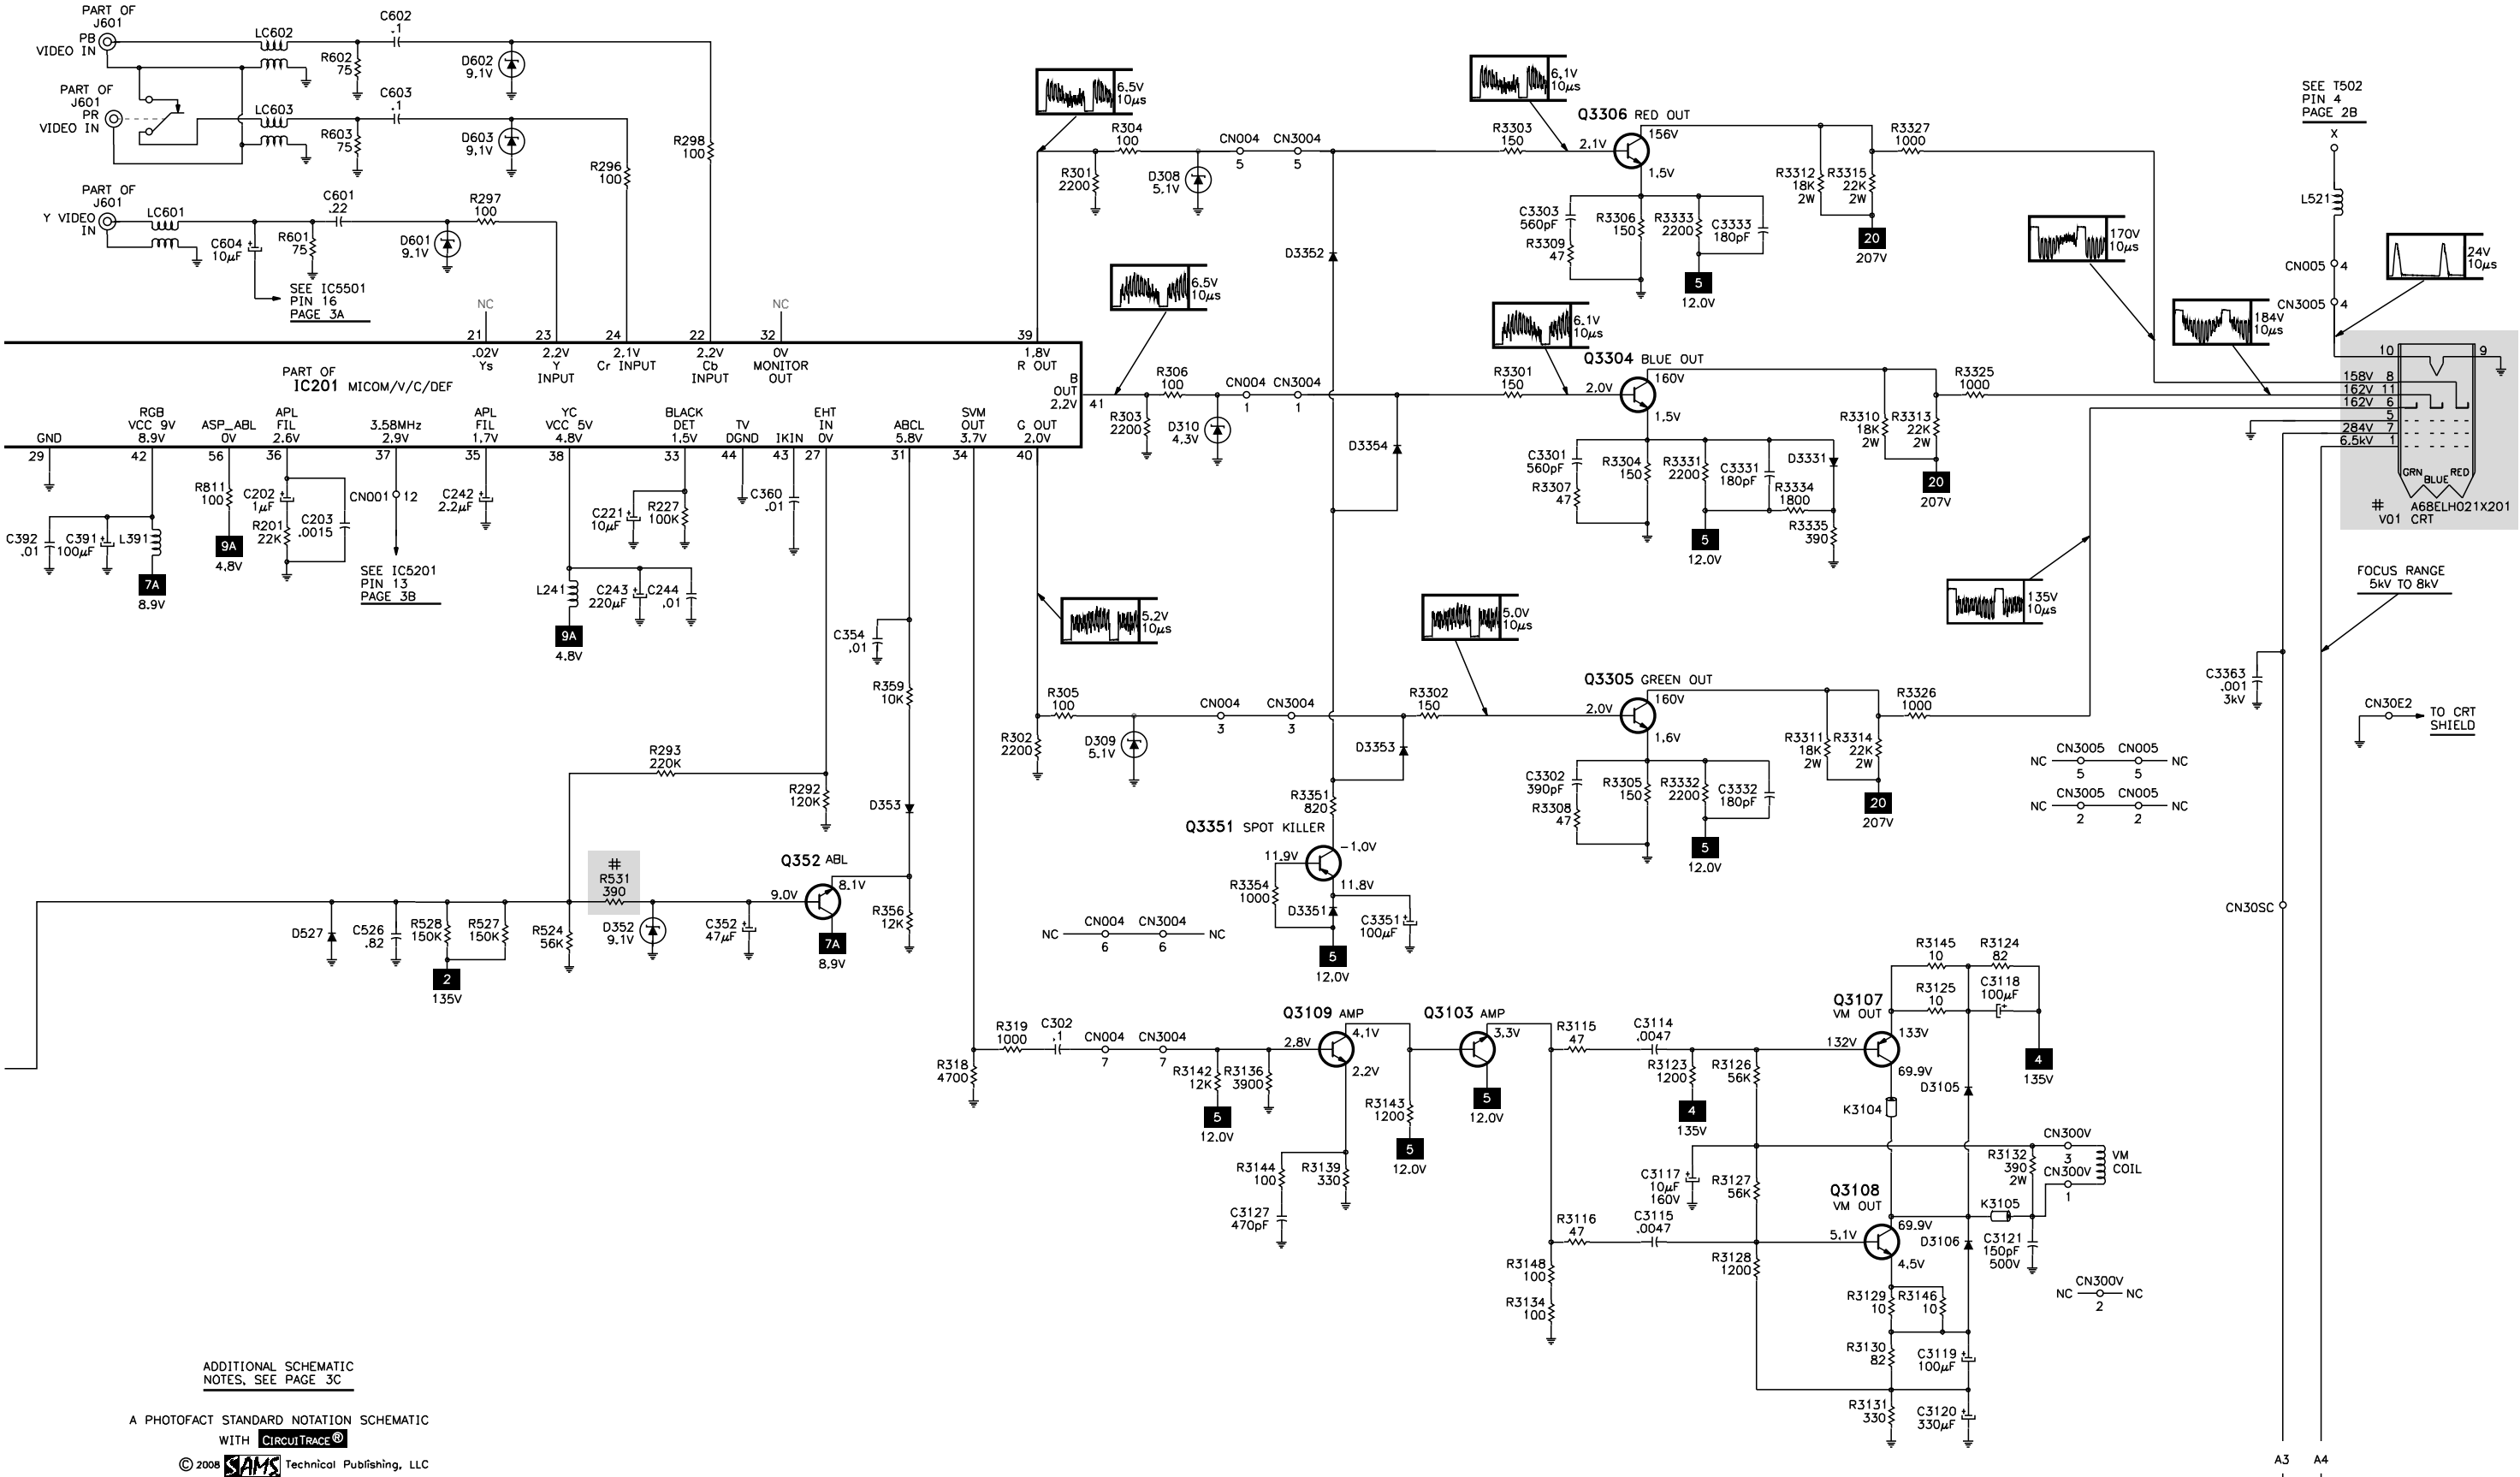 PART OF
J601
PB
VIDEO IN
LC602
C602
.1
R602
75
D602
9.1V
PART OF
J601
PR
VIDEO IN
LC603
C603
.1
R603
75
D603
9.1V
R296
100
R298
100
PART OF
J601
Y VIDEO
IN
LC601
C604
10µF
R601
75
C601
.22
D601
9.1V
R297
100
SEE IC5501
PIN 16
PAGE 3A
NC
NC
21
23
24
22
32
39
.02V
Ys
2.2V
Y
INPUT
2.1V
Cr INPUT
2.2V
Cb
INPUT
0V
MONITOR
OUT
1.8V
R OUT
PART OF
IC201 MICOM/V/C/DEF
B
OUT
2.2V
41
GND
RGB
VCC 9V
8.9V
ASP_ABL
0V
APL
FIL
2.6V
3.58MHz
2.9V
APL
FIL
1.7V
YC
VCC 5V
4.8V
BLACK
DET
1.5V
TV
DGND
IKIN
EHT
IN
0V
ABCL
5.8V
SVM
OUT
3.7V
G OUT
2.0V
29
42
56
36
37
35
38
33
44
43
27
31
34
40
C392
.01
C391
100µF
L391
7A
8.9V
R811
100
9A
4.8V
C202
1µF
R201
22K
C203
.0015
CN001
12
SEE IC5201
PIN 13
PAGE 3B
C242
2.2µF
L241
9A
4.8V
C243
220µF
C244
.01
C221
10µF
R227
100K
C360
.01
C354
.01
R359
10K
D353
R293
220K
R292
120K
Q352 ABL
9.0V
8.1V
7A
8.9V
R356
12K
D527
C526
.82
R528
150K
R527
150K
2
135V
R524
56K
#
R531
390
D352
9.1V
C352
47µF
6.5V
10µs
R304
100
R301
2200
D308
5.1V
CN004
5
CN3004
5
6.1V
10µs
R3303
150
Q3306 RED OUT
2.1V
156V
1.5V
C3303
560pF
R3309
47
R3306
150
R3333
2200
C3333
180pF
5
12.0V
R3312
18K
2W
R3315
22K
2W
20
207V
R3327
1000
D3352
6.5V
10µs
R306
100
R303
2200
D310
4.3V
CN004
1
CN3004
1
6.1V
10µs
R3301
150
Q3304 BLUE OUT
2.0V
160V
1.5V
D3354
C3301
560pF
R3307
47
R3304
150
R3331
2200
C3331
180pF
D3331
R3334
1800
R3335
390
5
12.0V
R3310
18K
2W
R3313
22K
2W
20
207V
R3325
1000
170V
10µs
184V
10µs
24V
10µs
135V
10µs
SEE T502
PIN 4
PAGE 2B
X
L521
CN005
4
CN3005
4
10
9
158V 8
162V 11
162V 6
5
284V 7
6.5kV 1
GRN
BLUE
RED
#
A68ELH021X201
V01 CRT
FOCUS RANGE
5kV TO 8kV
5.2V
10µs
R305
100
R302
2200
D309
5.1V
CN004
3
CN3004
3
5.0V
10µs
R3302
150
D3353
Q3305 GREEN OUT
2.0V
160V
1.6V
C3302
390pF
R3308
47
R3305
150
R3332
2200
C3332
180pF
5
12.0V
R3311
18K
2W
R3314
22K
2W
20
207V
R3326
1000
C3363
.001
3kV
CN30E2
TO CRT
SHIELD
NC
CN3005
5
CN005
5
NC
NC
CN3005
2
CN005
2
NC
CN30SC
R3351
820
Q3351 SPOT KILLER
11.9V
-1.0V
11.8V
R3354
1000
D3351
C3351
100µF
5
12.0V
NC
CN004
6
CN3004
6
NC
R318
4700
R319
1000
C302
.1
CN004
7
CN3004
7
R3142
12K
5
12.0V
R3136
3900
Q3109 AMP
2.8V
4.1V
2.2V
R3144
100
C3127
470pF
R3139
330
R3143
1200
5
12.0V
Q3103 AMP
3.3V
5
12.0V
R3115
47
C3114
.0047
R3123
1200
4
135V
R3126
56K
C3117
10µF
160V
R3127
56K
R3116
47
C3115
.0047
R3128
1200
R3148
100
R3134
100
R3145
10
R3124
82
R3125
10
C3118
100µF
4
135V
Q3107
VM OUT
132V
133V
69.9V
K3104
D3105
CN300V
3
CN300V
1
VM
COIL
R3132
390
2W
Q3108
VM OUT
5.1V
69.9V
4.5V
K3105
D3106
C3121
150pF
500V
R3129
10
R3146
10
R3130
82
C3119
100µF
R3131
330
C3120
330µF
CN300V
NC
2
NC
A3
A4
ADDITIONAL SCHEMATIC
NOTES, SEE PAGE 3C
A PHOTOFACT STANDARD NOTATION SCHEMATIC
WITH CIRCUITRACE®
© 2008 SAMS Technical Publishing, LLC